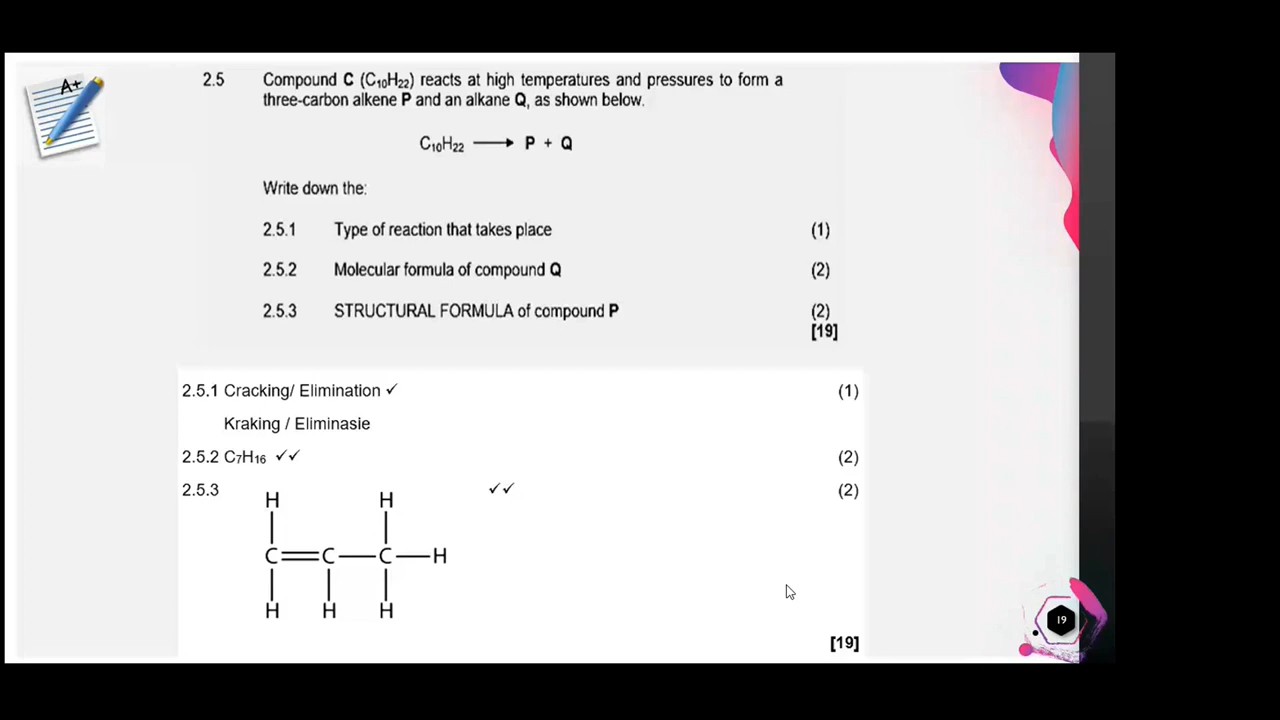 A+
2.5 Compound C (C₁₀H₂₂) reacts at high temperatures and pressures to form a
three-carbon alkene P and an alkane Q, as shown below.
C₁₀H₂₂ ⟶ P + Q
Write down the:
2.5.1 Type of reaction that takes place (1)
2.5.2 Molecular formula of compound Q (2)
2.5.3 STRUCTURAL FORMULA of compound P (2)
[19]
2.5.1 Cracking/ Elimination ✓ (1)
Kraking / Eliminasie
2.5.2 C₇H₁₆ ✓✓ (2)
2.5.3 ✓✓ (2)
H H
C=C—C—H
H H H
19
[19]